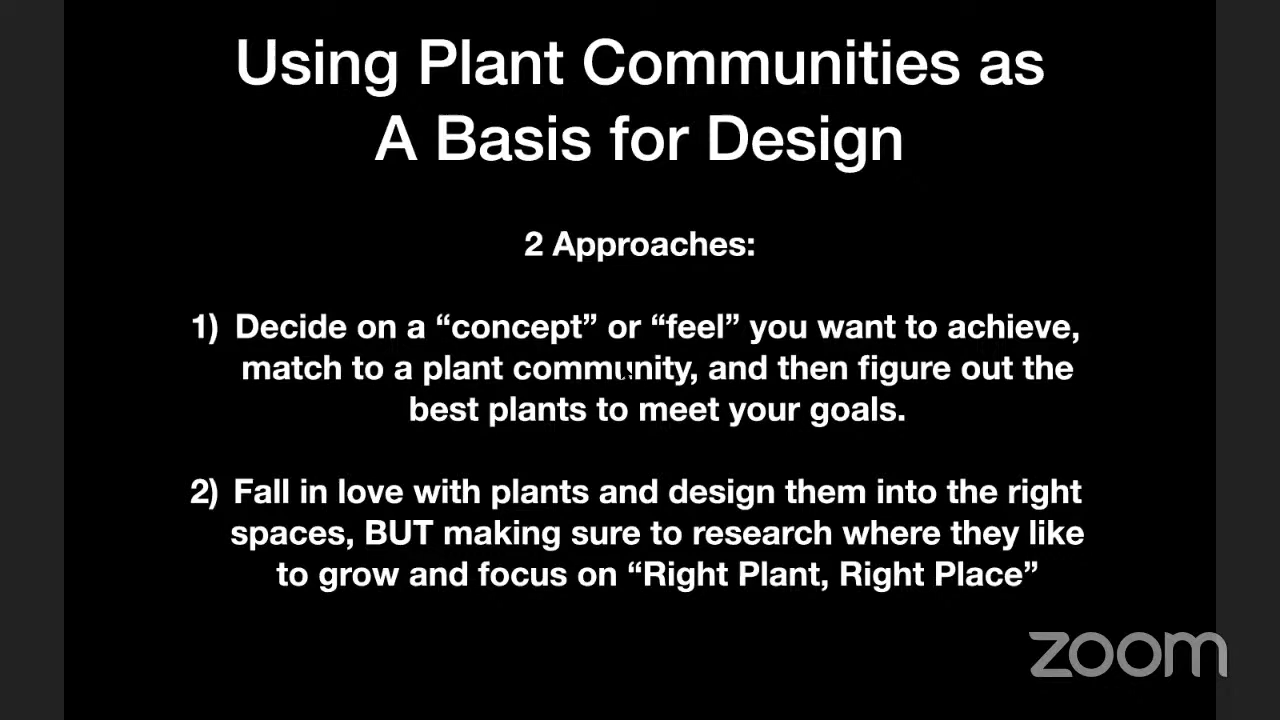 Using Plant Communities as
A Basis for Design
2 Approaches:
1) Decide on a “concept” or “feel” you want to achieve,
match to a plant community, and then figure out the
best plants to meet your goals.
2) Fall in love with plants and design them into the right
spaces, BUT making sure to research where they like
to grow and focus on “Right Plant, Right Place”
zoom